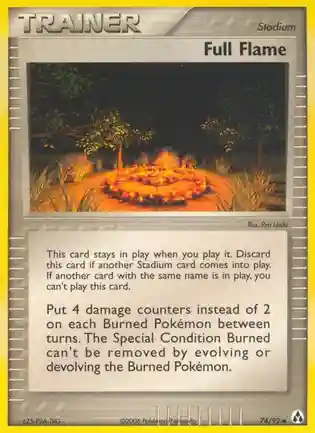 TRAINER
Stadium
Full Flame
This card stays in play when you play it. Discard
this card if another Stadium card comes into play.
If another card with the same name is in play, you
can't play this card.
Put 4 damage counters instead of 2
on each Burned Pokémon between
turns. The Special Condition Burned
can't be removed by evolving or
devolving the Burned Pokémon.
74/92